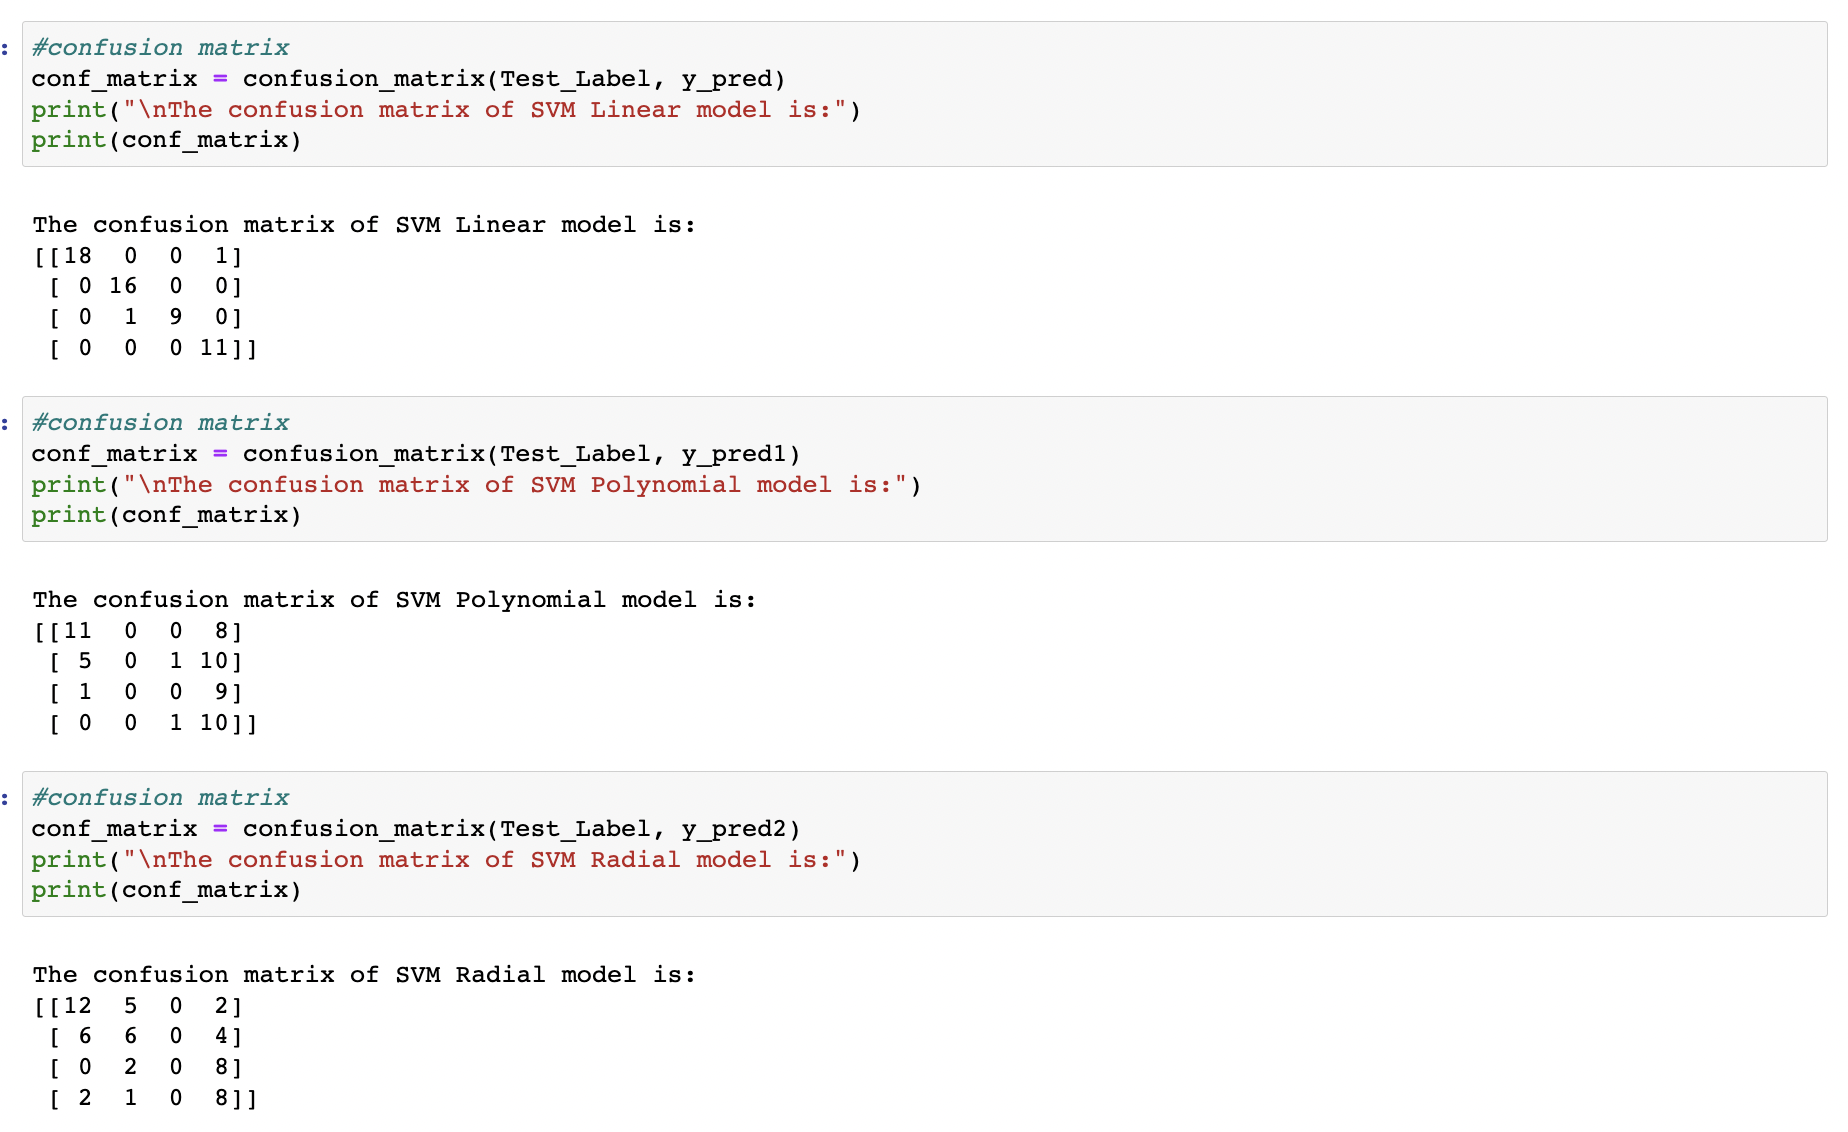 : #confusion matrix
conf_matrix = confusion_matrix(Test_Label, y_pred)
print("\nThe confusion matrix of SVM Linear model is:")
print(conf_matrix)
The confusion matrix of SVM Linear model is:
[[18  0  0  1]
 [ 0 16  0  0]
 [ 0  1  9  0]
 [ 0  0  0 11]]
: #confusion matrix
conf_matrix = confusion_matrix(Test_Label, y_pred1)
print("\nThe confusion matrix of SVM Polynomial model is:")
print(conf_matrix)
The confusion matrix of SVM Polynomial model is:
[[11  0  0  8]
 [ 5  0  1 10]
 [ 1  0  0  9]
 [ 0  0  1 10]]
: #confusion matrix
conf_matrix = confusion_matrix(Test_Label, y_pred2)
print("\nThe confusion matrix of SVM Radial model is:")
print(conf_matrix)
The confusion matrix of SVM Radial model is:
[[12  5  0  2]
 [ 6  6  0  4]
 [ 0  2  0  8]
 [ 2  1  0  8]]